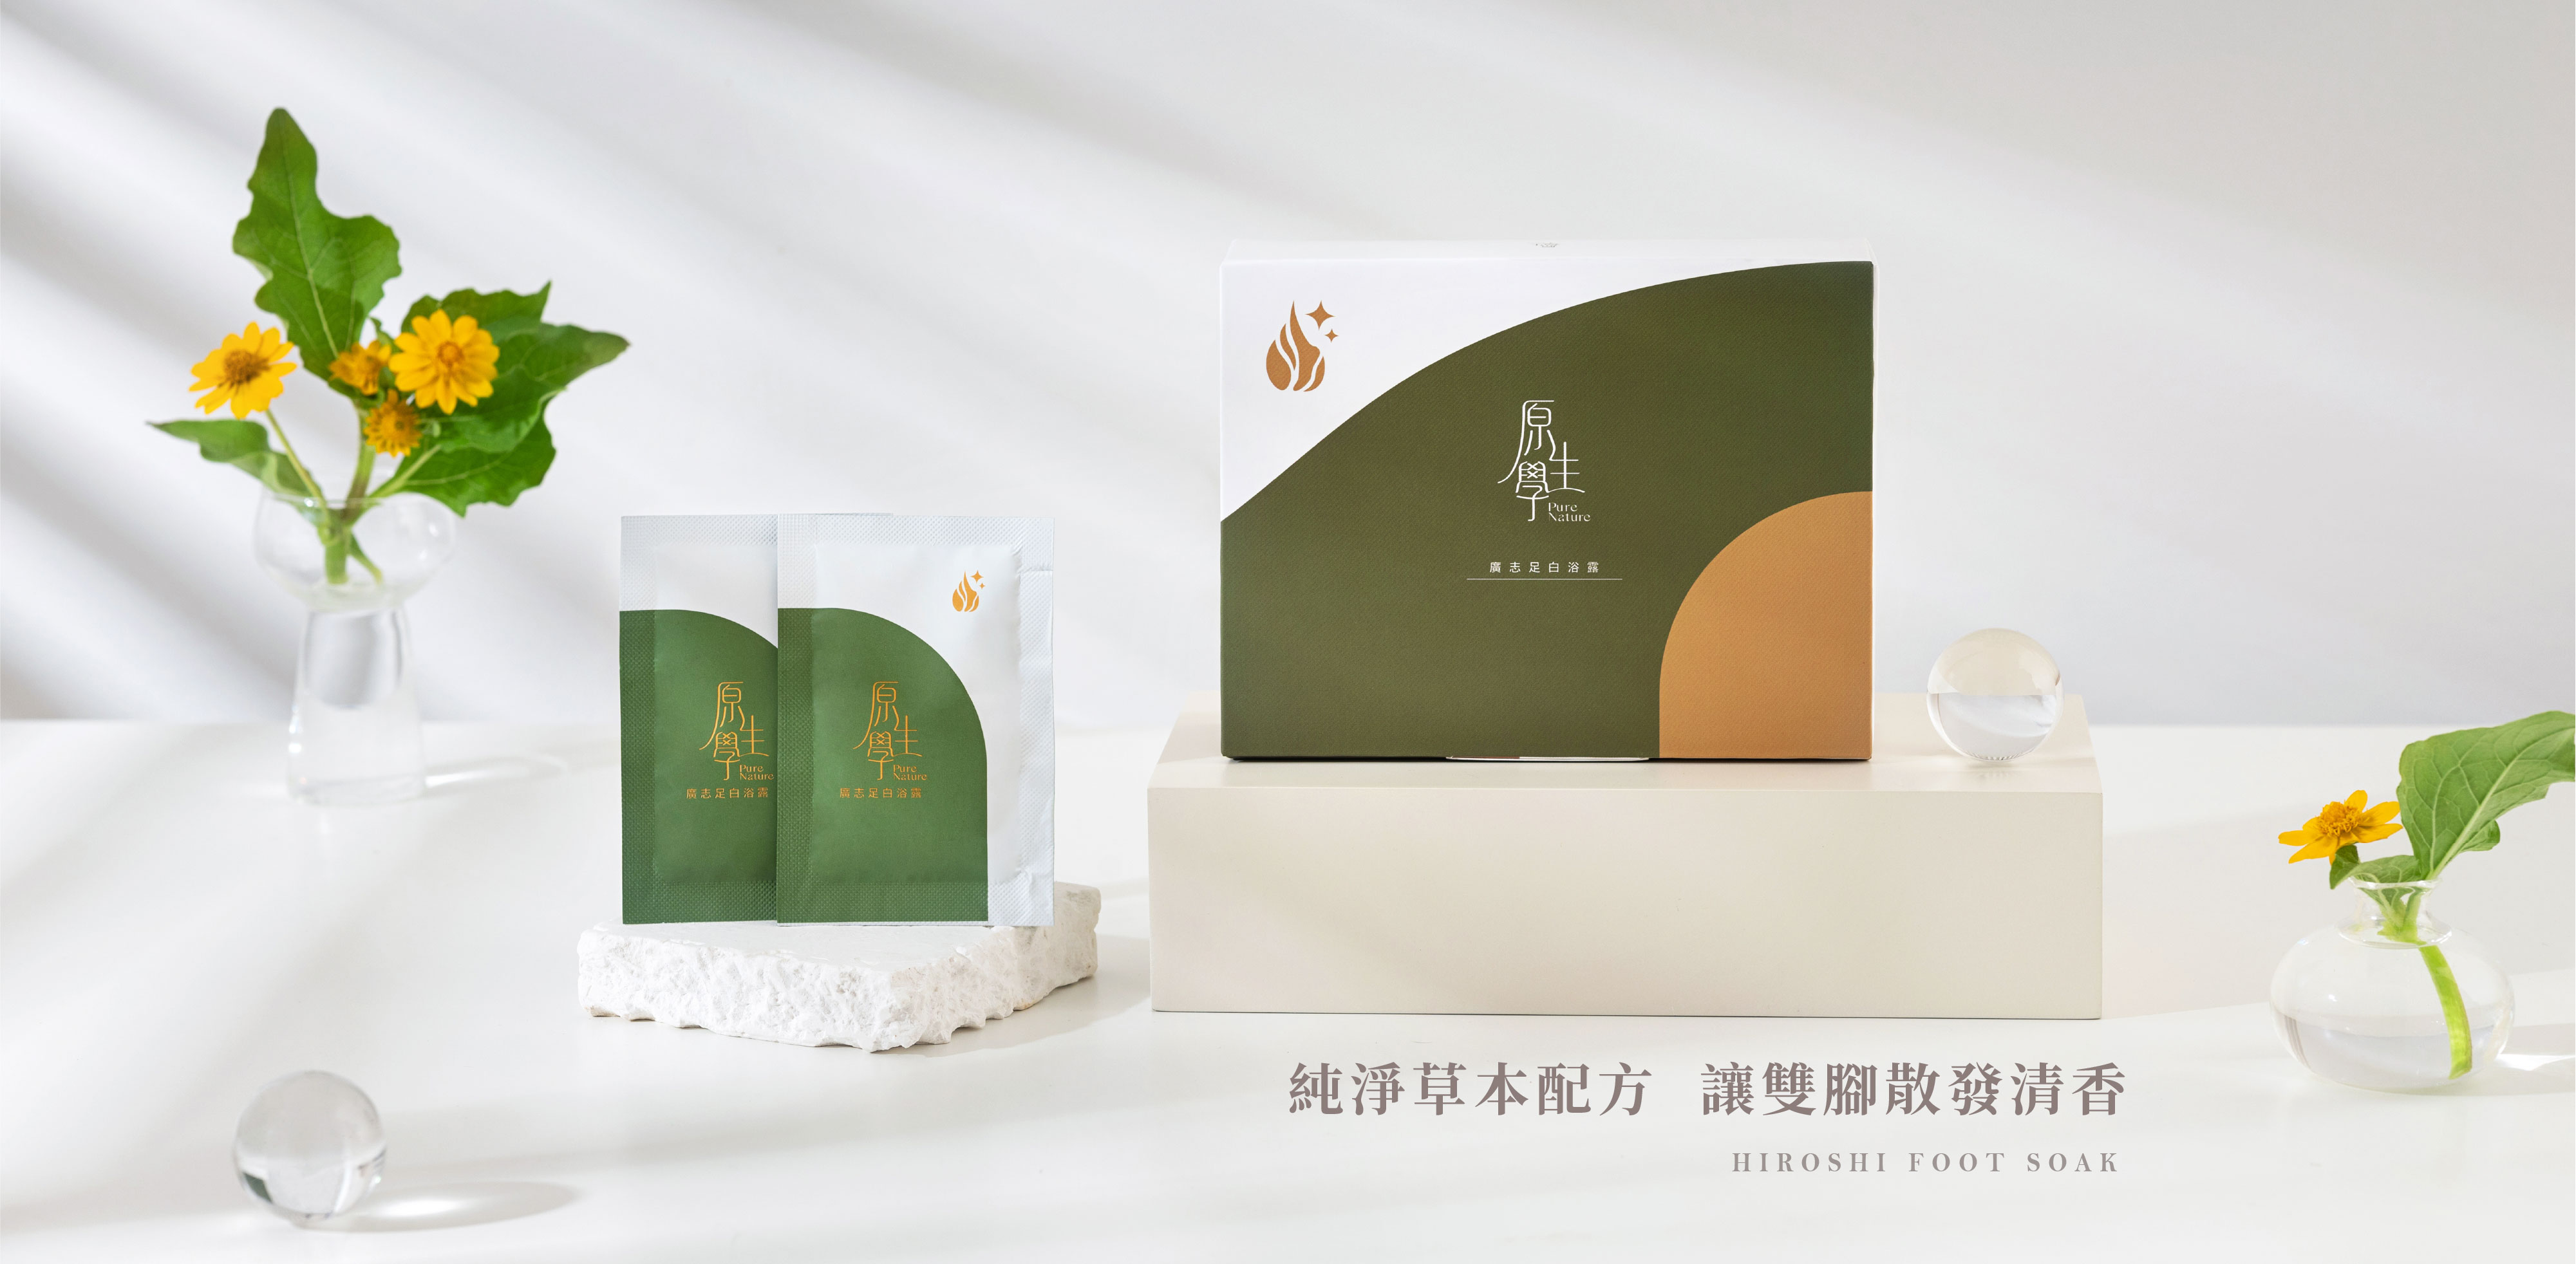 原生學
Pure
Nature
廣志足白浴露
原生學
Pure
Nature
廣志足白浴露
原生學
Pure
Nature
廣志足白浴露
純淨草本配方 讓雙腳散發清香
HIROSHI FOOT SOAK